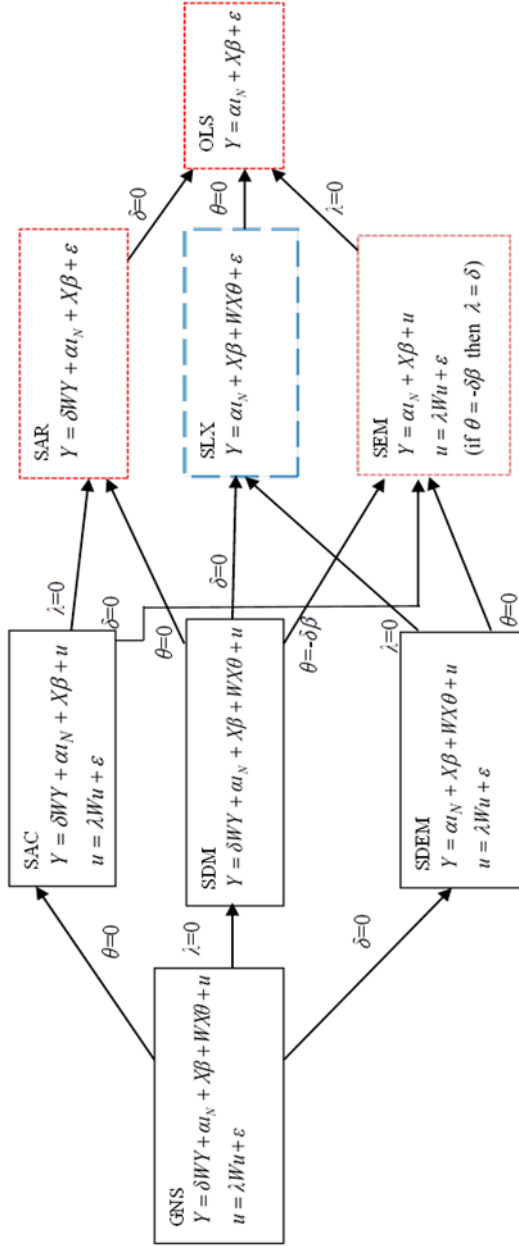 GNS
Y = δWY + αι_N + Xβ + WXθ + u
u = λWu + ε
θ=0
λ=0
δ=0
SAC
Y = δWY + αι_N + Xβ + u
u = λWu + ε
SDM
Y = δWY + αι_N + Xβ + WXθ + u
SDEM
Y = αι_N + Xβ + WXθ + u
u = λWu + ε
λ=0
δ=0
θ=0
δ=0
θ=-δβ
λ=0
θ=0
SAR
Y = δWY + αι_N + Xβ + ε
SLX
Y = αι_N + Xβ + WXθ + ε
SEM
Y = αι_N + Xβ + u
u = λWu + ε
(if θ = -δβ then λ = δ)
δ=0
θ=0
λ=0
OLS
Y = αι_N + Xβ + ε